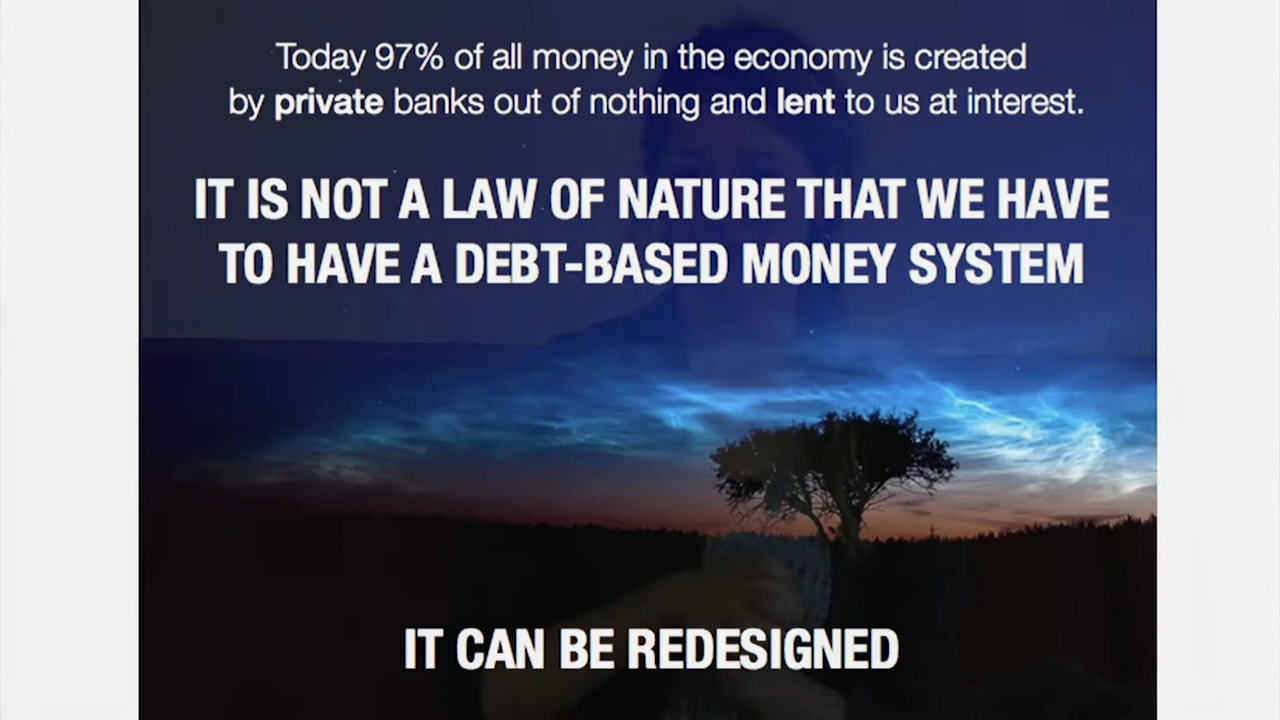 Today 97% of all money in the economy is created
by private banks out of nothing and lent to us at interest.
IT IS NOT A LAW OF NATURE THAT WE HAVE
TO HAVE A DEBT-BASED MONEY SYSTEM
IT CAN BE REDESIGNED